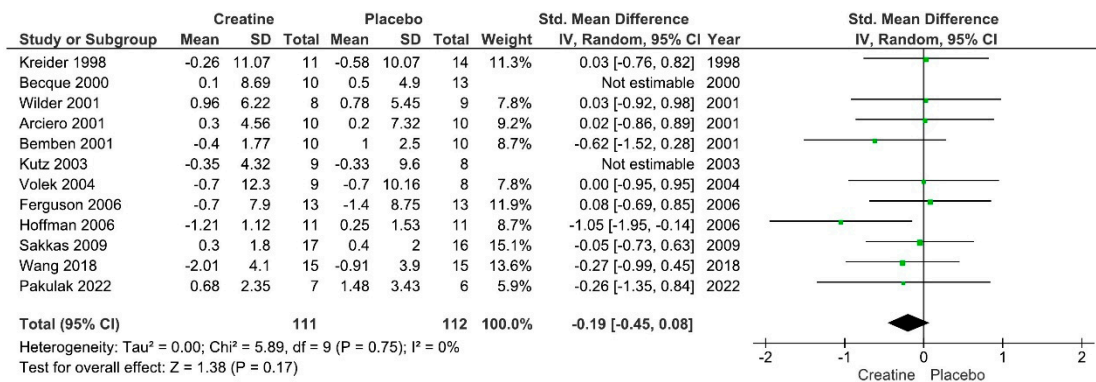 Creatine Placebo Std. Mean Difference Std. Mean Difference
Study or Subgroup Mean SD Total Mean SD Total Weight IV, Random, 95% CI Year IV, Random, 95% CI
Kreider 1998 -0.26 11.07 11 -0.58 10.07 14 11.3% 0.03 [-0.76, 0.82] 1998
Becque 2000 0.1 8.69 10 0.5 4.9 13 Not estimable 2000
Wilder 2001 0.96 6.22 8 0.78 5.45 9 7.8% 0.03 [-0.92, 0.98] 2001
Arciero 2001 0.3 4.56 10 0.2 7.32 10 9.2% 0.02 [-0.86, 0.89] 2001
Bemben 2001 -0.4 1.77 10 1 2.5 10 8.7% -0.62 [-1.52, 0.28] 2001
Kutz 2003 -0.35 4.32 9 -0.33 9.6 8 Not estimable 2003
Volek 2004 -0.7 12.3 9 -0.7 10.16 8 7.8% 0.00 [-0.95, 0.95] 2004
Ferguson 2006 -0.7 7.9 13 -1.4 8.75 13 11.9% 0.08 [-0.69, 0.85] 2006
Hoffman 2006 -1.21 1.12 11 0.25 1.53 11 8.6% -1.05 [-1.95, -0.14] 2006
Sakkas 2009 0.3 1.8 17 0.4 2 16 15.1% -0.05 [-0.73, 0.63] 2009
Wang 2018 -2.01 4.1 15 -0.91 3.9 15 13.6% -0.27 [-0.99, 0.45] 2018
Pakulak 2022 0.68 2.35 7 1.48 3.43 6 5.9% -0.26 [-1.35, 0.84] 2022
Total (95% CI) 111 112 100.0% -0.19 [-0.45, 0.08]
Heterogeneity: Tau² = 0.00; Chi² = 5.89, df = 9 (P = 0.75); I² = 0%
Test for overall effect: Z = 1.38 (P = 0.17)
-2 -1 0 1 2
Creatine Placebo